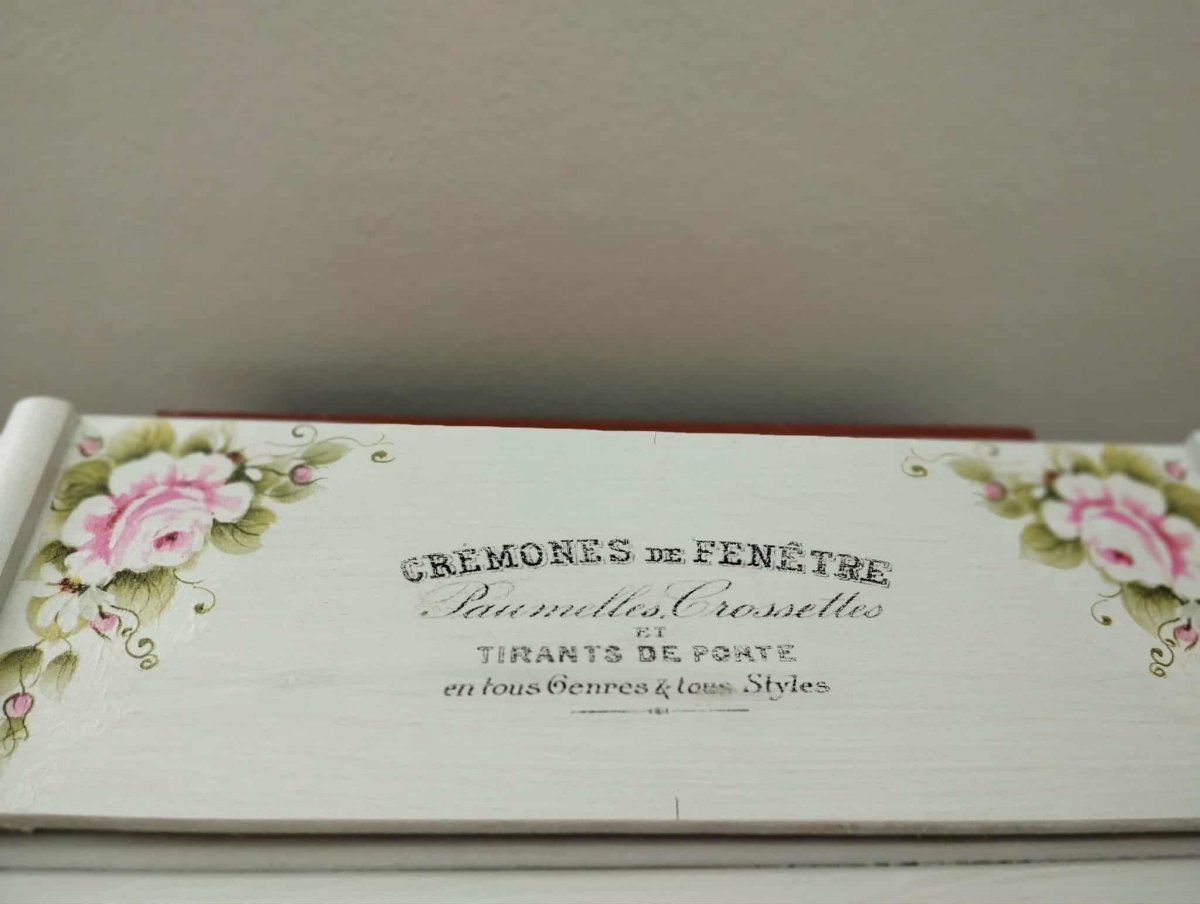 CRÉMONES DE FENÊTRE
Paumelles, Crossettes
ET
TIRANTS DE PORTE
en tous Genres & tous Styles